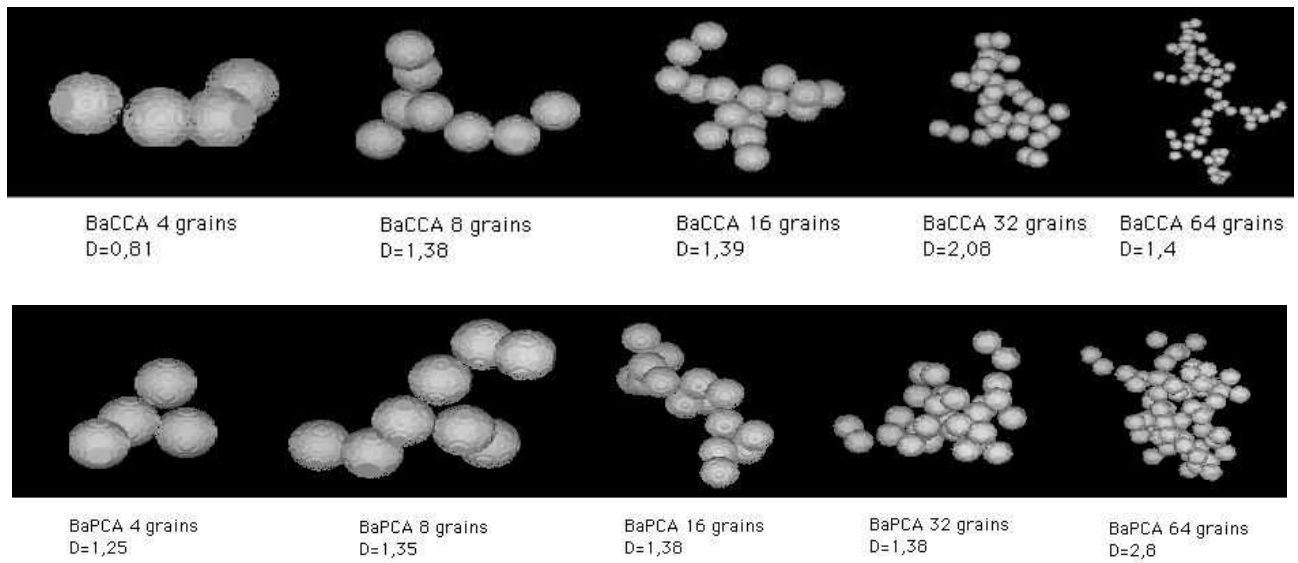 BaCCA 4 grains
D=0,81
BaCCA 8 grains
D=1,38
BaCCA 16 grains
D=1,39
BaCCA 32 grains
D=2,08
BaCCA 64 grains
D=1,4
BaPCA 4 grains
D=1,25
BaPCA 8 grains
D=1,35
BaPCA 16 grains
D=1,38
BaPCA 32 grains
D=1,38
BaPCA 64 grains
D=2,8